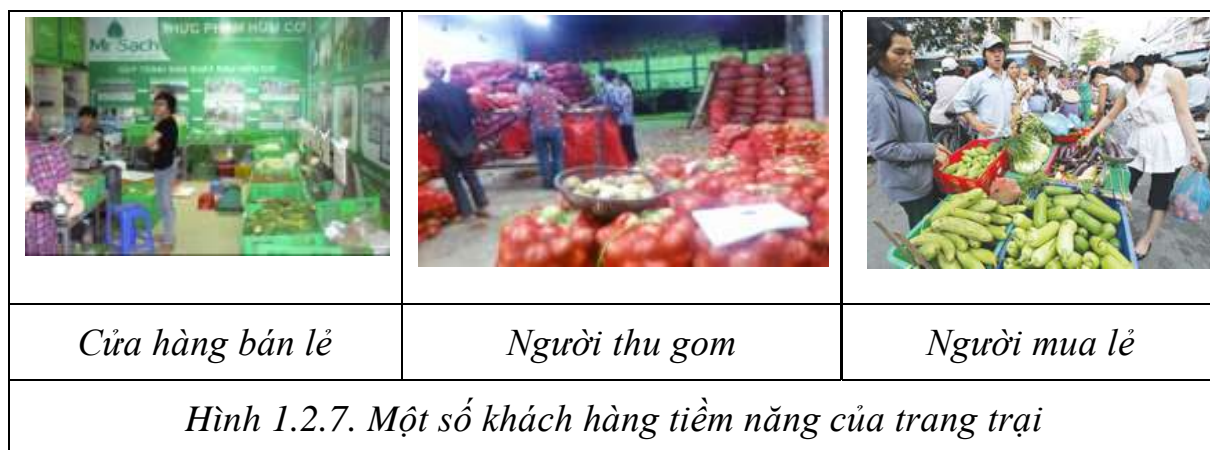 Mr Sạch
THỰC PHẨM HỮU CƠ
Cửa hàng bán lẻ
Người thu gom
Người mua lẻ
Hình 1.2.7. Một số khách hàng tiềm năng của trang trại